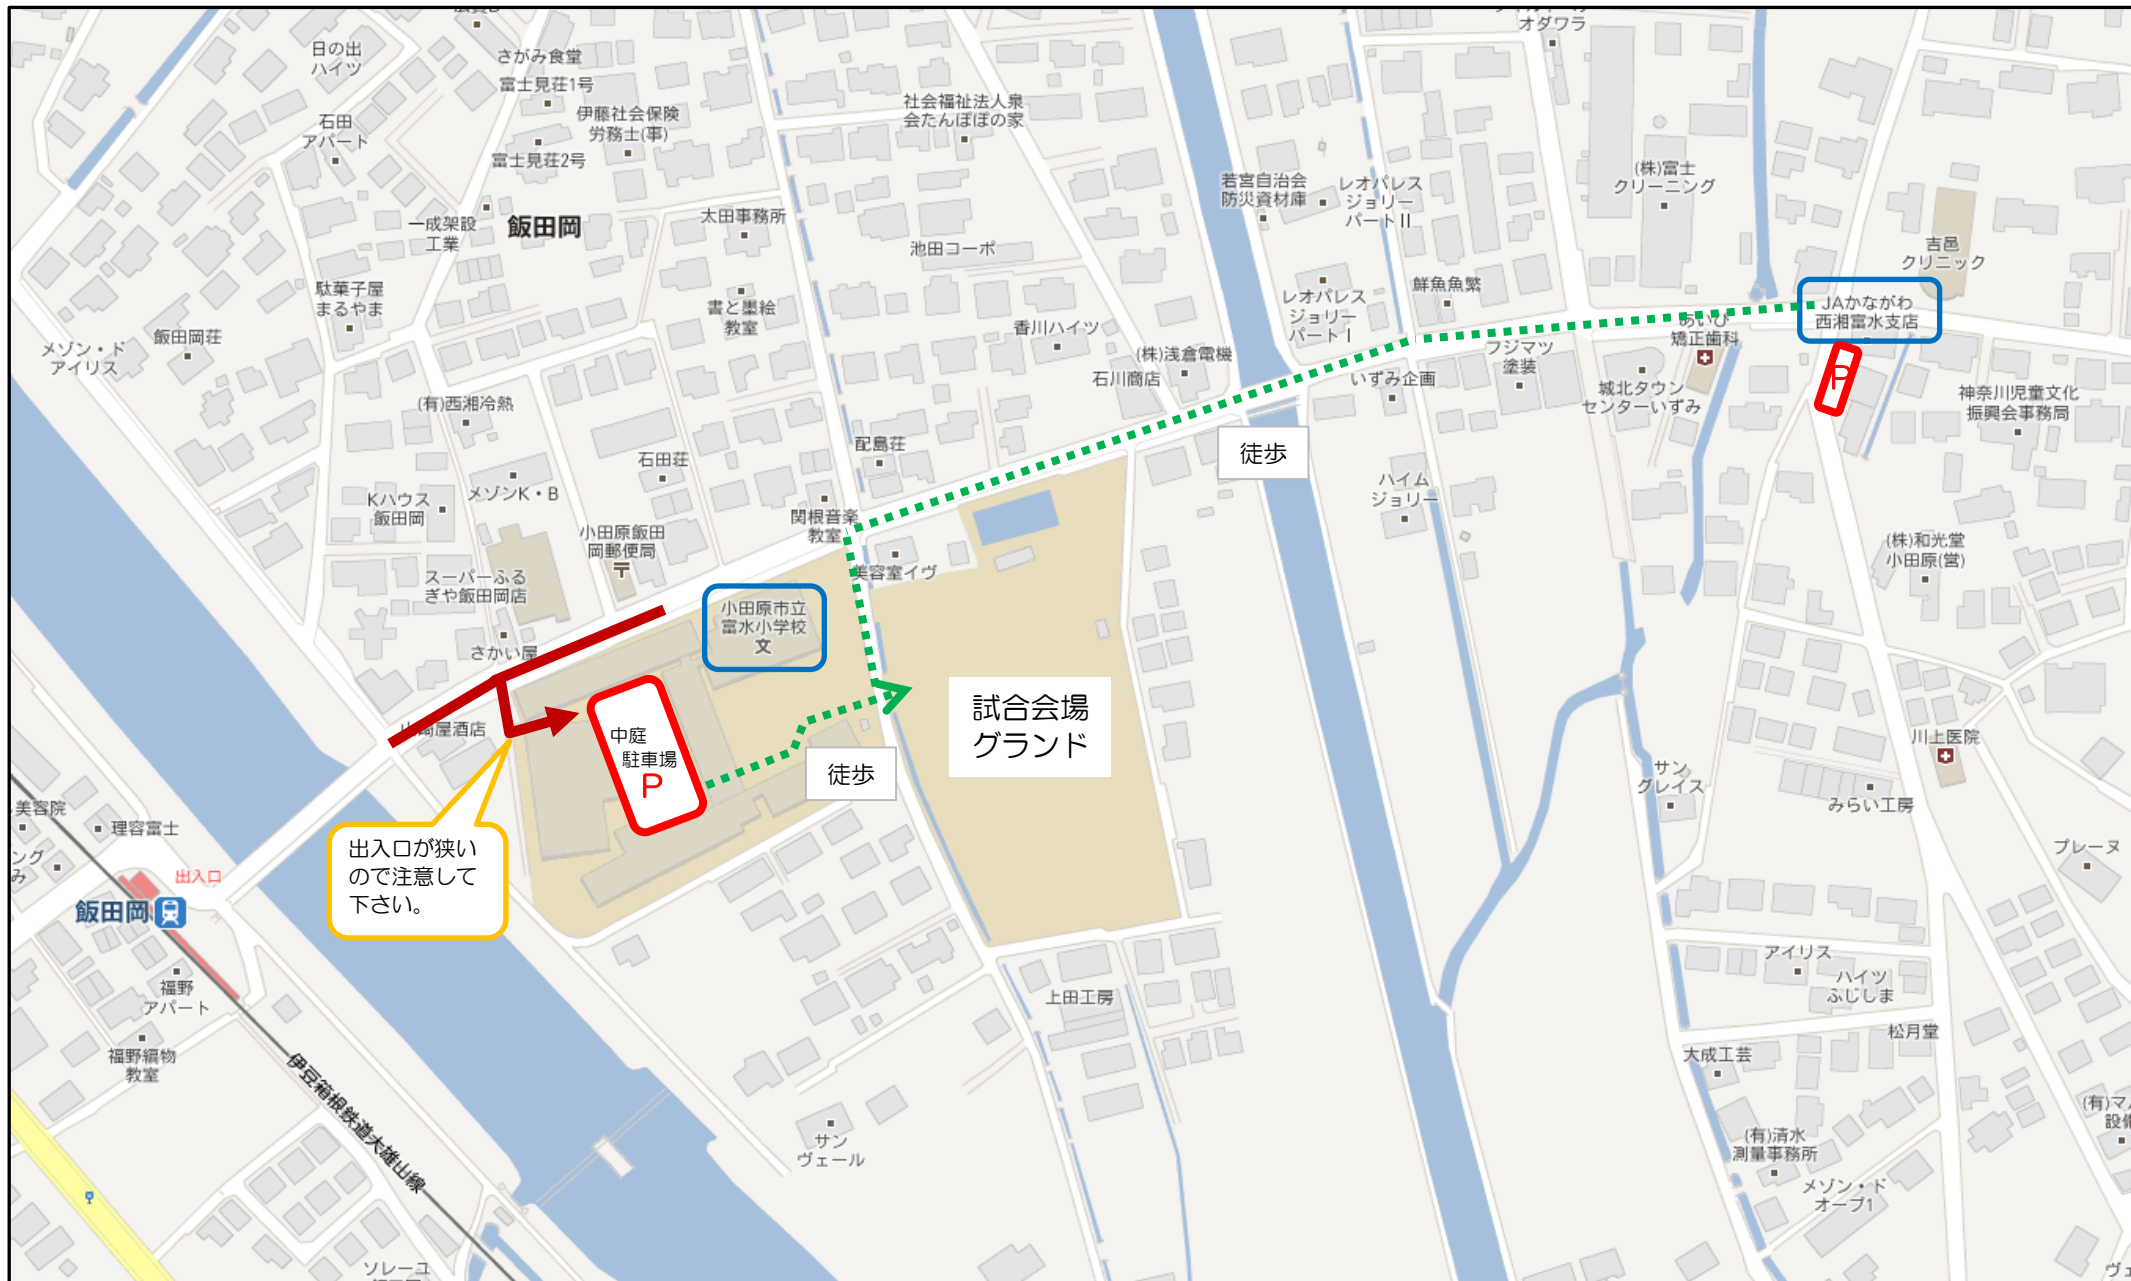 オダワラ
日の出
ハイツ
さがみ食堂
富士見荘1号
伊藤社会保険
労務士(事)
富士見荘2号
石田
アパート
社会福祉法人泉
会たんぽぽの家
若宮自治会
防災資材庫
レオパレス
ジョリー
パートⅡ
(株)富士
クリーニング
一成架設
工業
飯田岡
太田事務所
池田コーポ
吉邑
クリニック
駄菓子屋
まるやま
書と墨絵
教室
香川ハイツ
レオパレス
ジョリー
パートⅠ
鮮魚魚繁
JAかながわ
西湘富水支店
あいび
矯正歯科
飯田岡荘
メゾン・ド
アイリス
(株)浅倉電機
石川商店
いずみ企画
フジマツ
塗装
城北タウン
センターいずみ
P
神奈川児童文化
振興会事務局
(有)西湘冷熱
配島荘
徒歩
石田荘
メゾンK・B
Kハウス
飯田岡
関根音楽
教室
ハイム
ジョリー
小田原飯田
岡郵便局
美容室イヴ
(株)和光堂
小田原(営)
スーパーふる
ぎや飯田岡店
小田原市立
富水小学校
文
さかい屋
山崎屋酒店
中庭
駐車場
P
試合会場
グランド
徒歩
川上医院
サン
グレイス
みらい工房
美容院
理容富士
ング
み
出入口が狭い
ので注意して
下さい。
プレーヌ
出入口
飯田岡
アイリス
ハイツ
ふじしま
福野
アパート
上田工房
松月堂
福野編物
教室
大成工芸
伊豆箱根鉄道大雄山線
サン
ヴェール
(有)清水
測量事務所
(有)マ
設備
メゾン・ド
オーブ1
ソレーユ
ヴェ